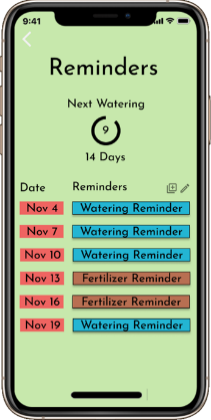 9:41
Reminders
Next Watering
9
14 Days
Date Reminders
Nov 4 Watering Reminder
Nov 7 Watering Reminder
Nov 10 Watering Reminder
Nov 13 Fertilizer Reminder
Nov 16 Fertilizer Reminder
Nov 19 Watering Reminder